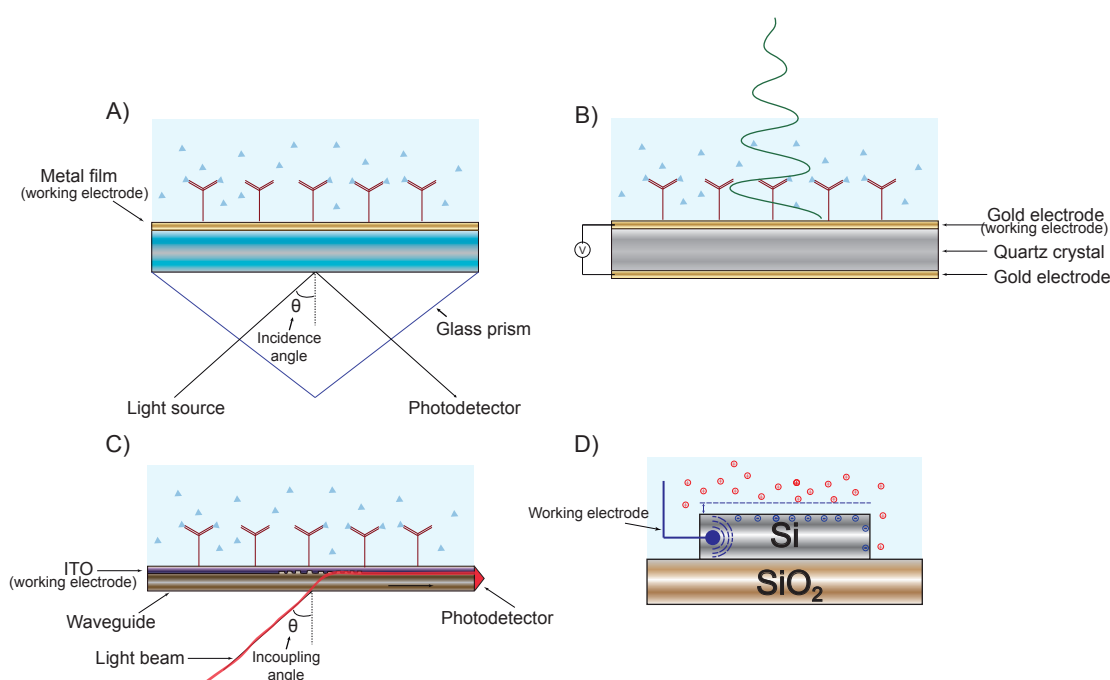 A)
Metal film
(working electrode)
θ
Incidence
angle
Glass prism
Light source
Photodetector
B)
V
Gold electrode
(working electrode)
Quartz crystal
Gold electrode
C)
ITO
(working electrode)
Waveguide
θ
Light beam
Incoupling
angle
Photodetector
D)
Working electrode
Si
SiO₂